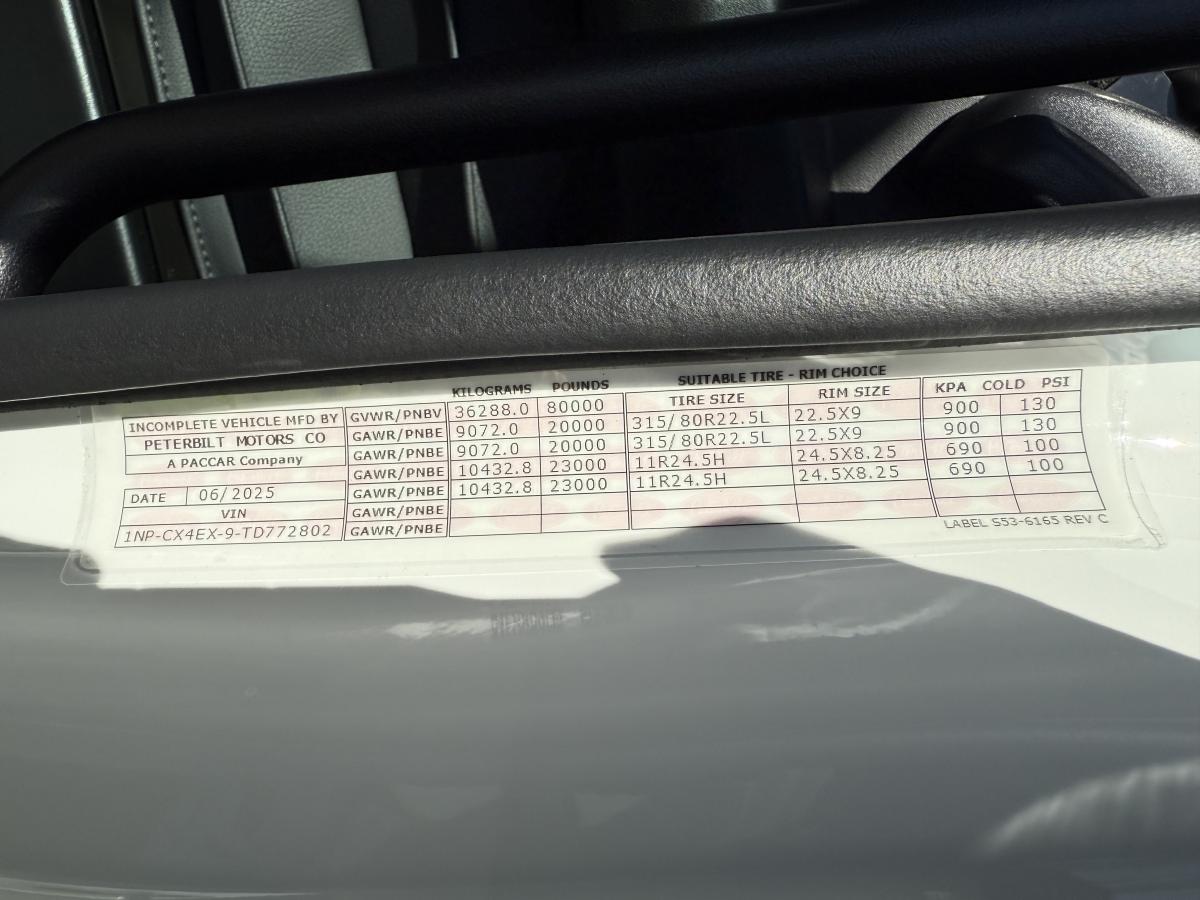 KILOGRAMS POUNDS SUITABLE TIRE - RIM CHOICE
INCOMPLETE VEHICLE MFD BY GVWR/PNBV 36288.0 80000 TIRE SIZE RIM SIZE KPA COLD PSI
PETERBILT MOTORS CO GAWR/PNBE 9072.0 20000 315/80R22.5L 22.5X9 900 130
A PACCAR Company GAWR/PNBE 9072.0 20000 315/80R22.5L 22.5X9 900 130
GAWR/PNBE 10432.8 23000 11R24.5H 24.5X8.25 690 100
DATE 06/2025 GAWR/PNBE 10432.8 23000 11R24.5H 24.5X8.25 690 100
VIN GAWR/PNBE
1NP-CX4EX-9-TD772802 GAWR/PNBE
LABEL S53-6165 REV C